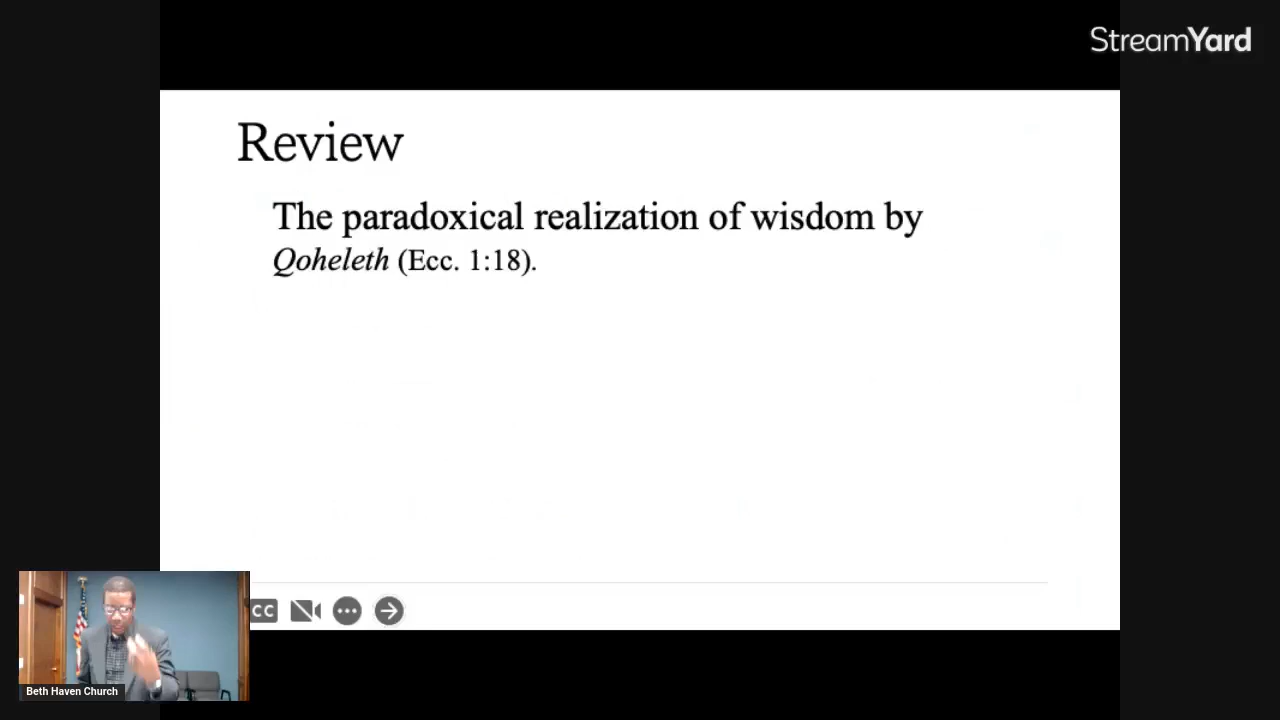 StreamYard
Review
The paradoxical realization of wisdom by
Qoheleth (Ecc. 1:18).
CC
Beth Haven Church